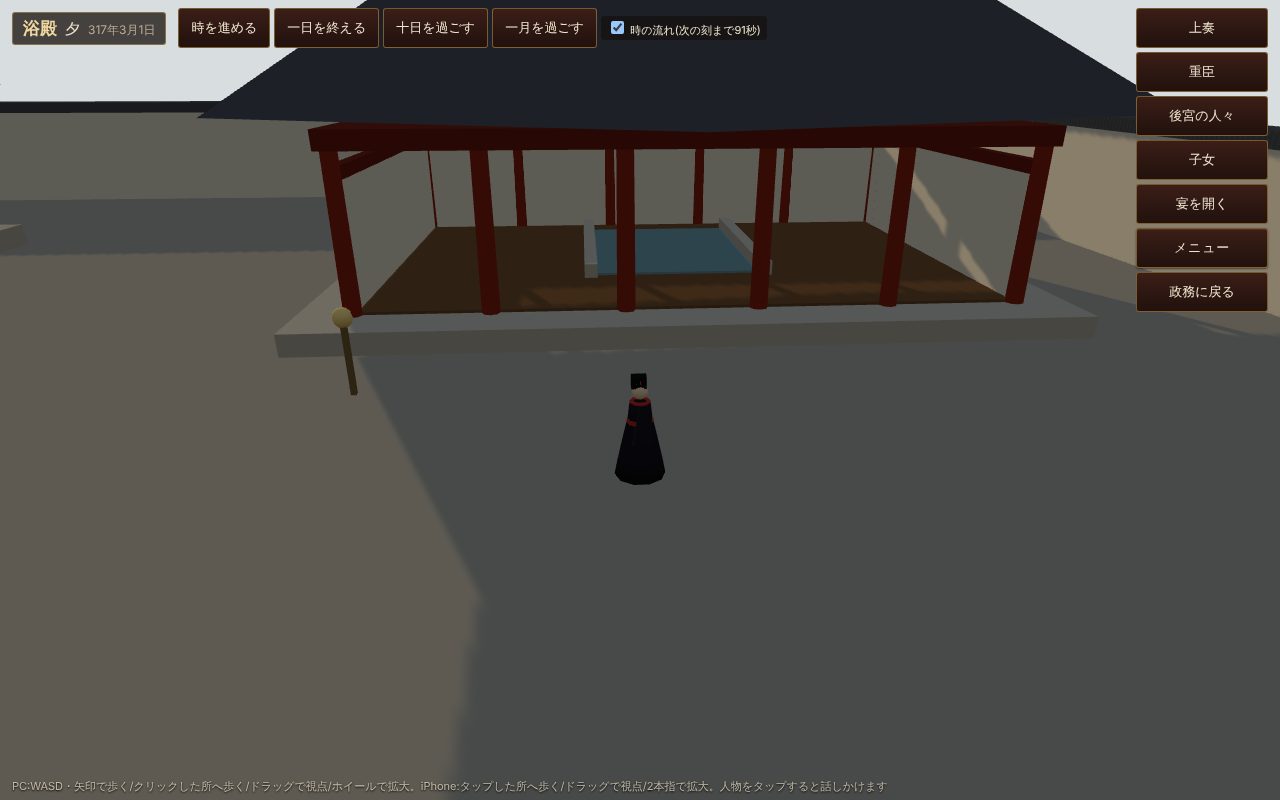 浴殿 夕 317年3月1日
時を進める
一日を終える
十日を過ごす
一月を過ごす
時の流れ(次の刻まで91秒)
上奏
重臣
後宮の人々
子女
宴を開く
メニュー
政務に戻る
PC:WASD・矢印で歩く/クリックした所へ歩く/ドラッグで視点/ホイールで拡大。iPhone:タップした所へ歩く/ドラッグで視点/2本指で拡大。人物をタップすると話しかけます